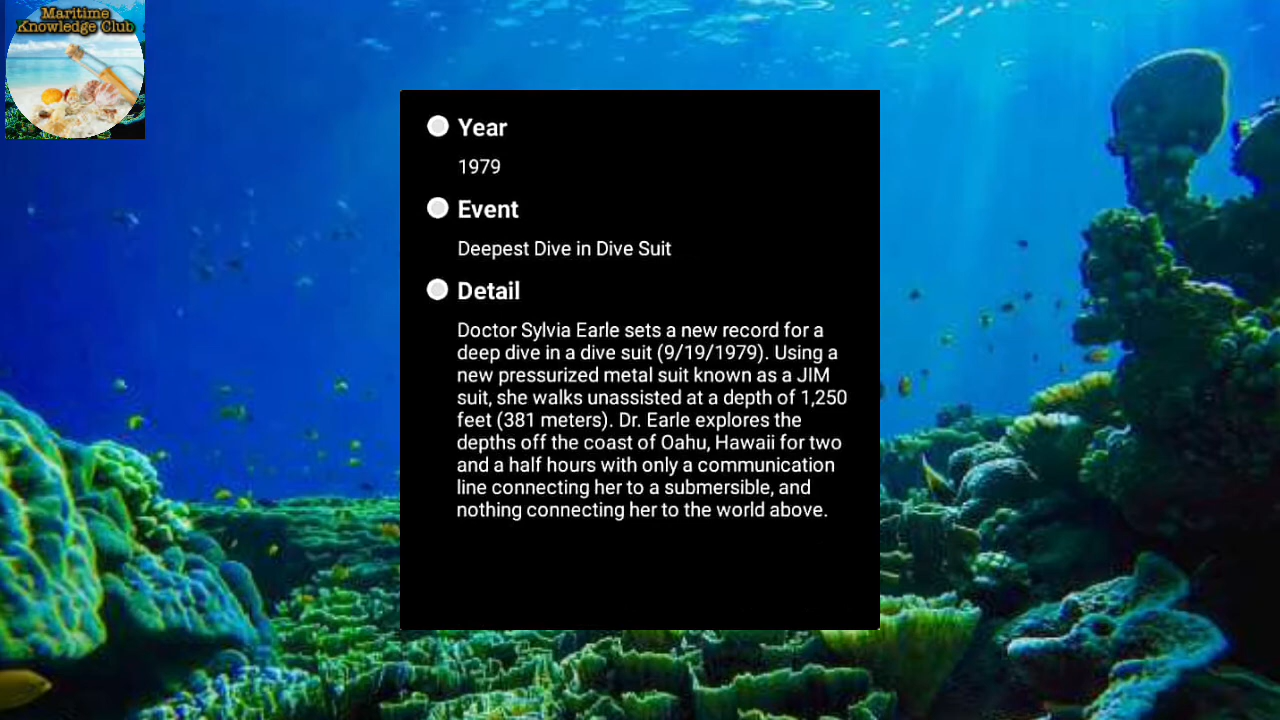 Maritime
Knowledge Club
Year
1979
Event
Deepest Dive in Dive Suit
Detail
Doctor Sylvia Earle sets a new record for a
deep dive in a dive suit (9/19/1979). Using a
new pressurized metal suit known as a JIM
suit, she walks unassisted at a depth of 1,250
feet (381 meters). Dr. Earle explores the
depths off the coast of Oahu, Hawaii for two
and a half hours with only a communication
line connecting her to a submersible, and
nothing connecting her to the world above.